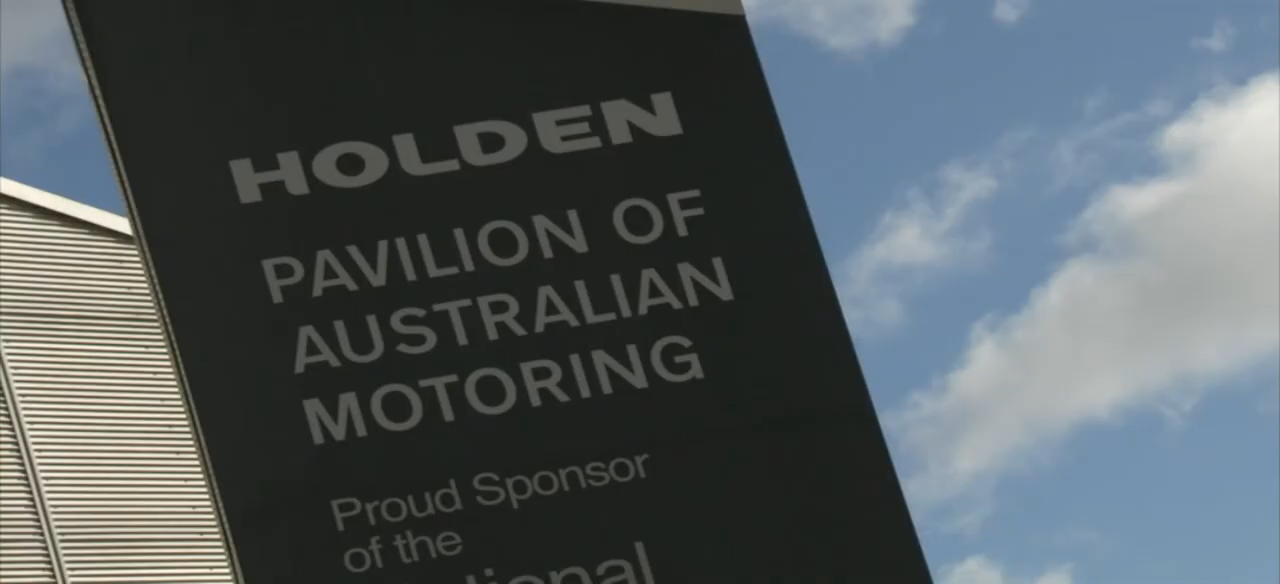 HOLDEN
PAVILION OF
AUSTRALIAN
MOTORING
Proud Sponsor
of the